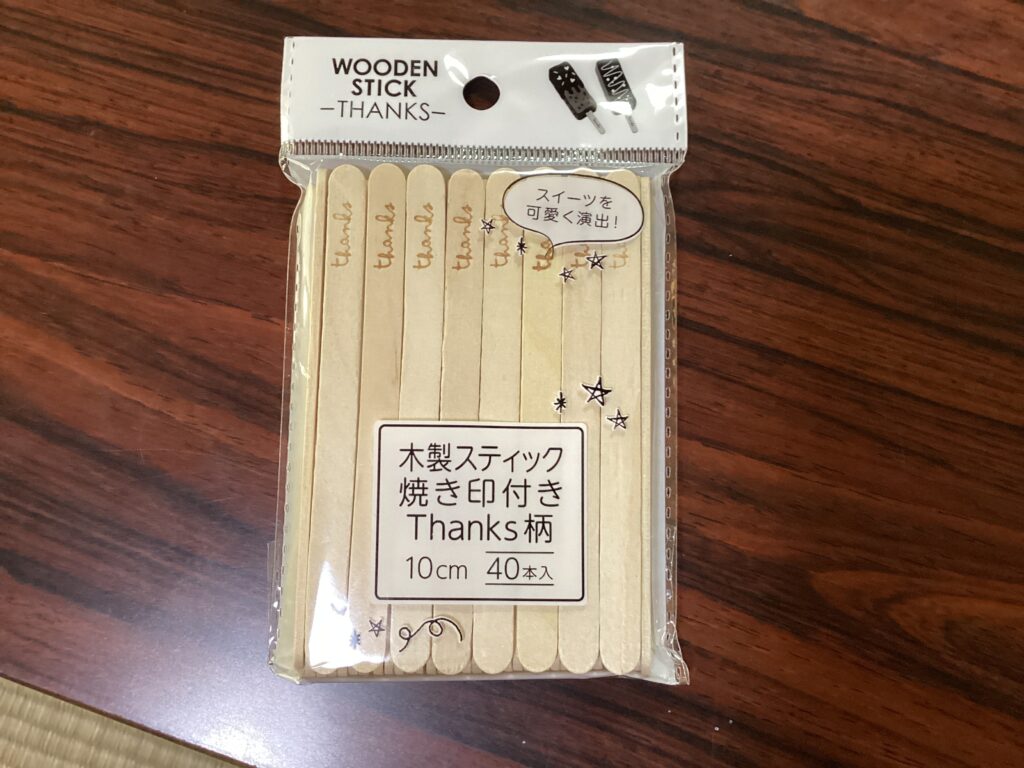 WOODEN
STICK
–THANKS–
thanks
thanks
thanks
thanks
thanks
thanks
スイーツを
可愛く演出!
木製スティック
焼き印付き
Thanks柄
10cm 40本入